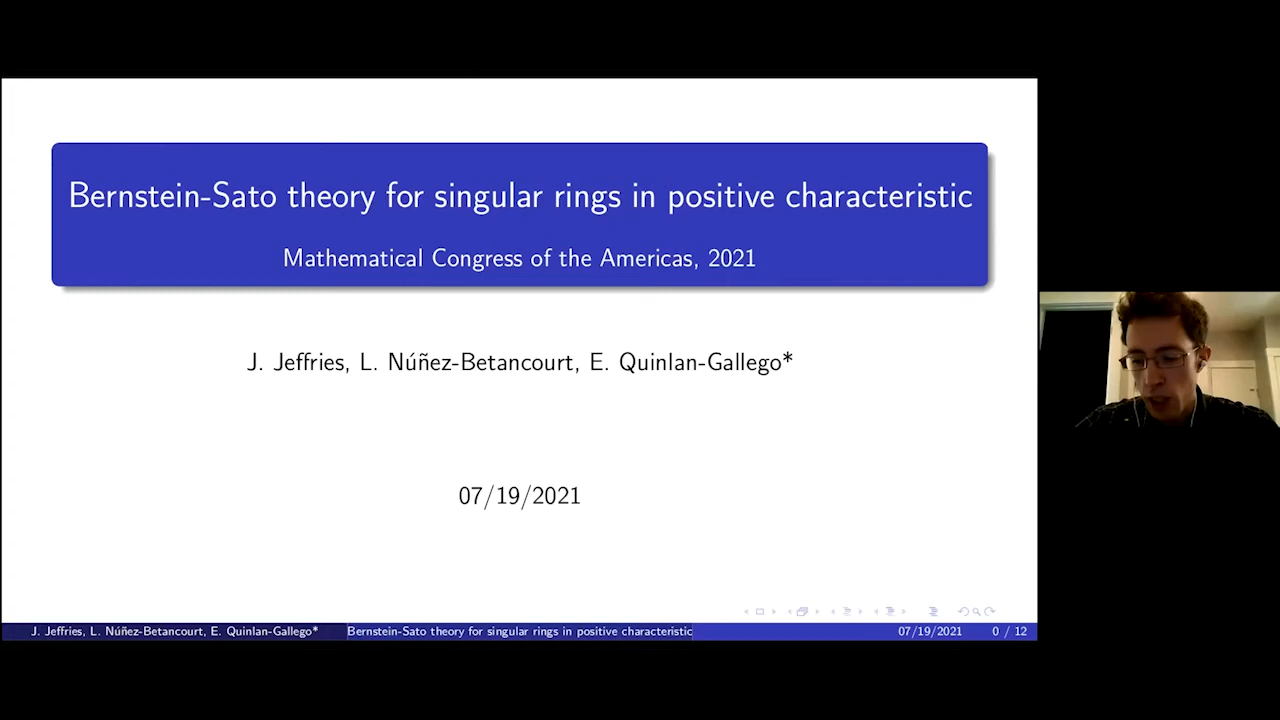 Bernstein-Sato theory for singular rings in positive characteristic
Mathematical Congress of the Americas, 2021
J. Jeffries, L. Núñez-Betancourt, E. Quinlan-Gallego*
07/19/2021
J. Jeffries, L. Núñez-Betancourt, E. Quinlan-Gallego* Bernstein-Sato theory for singular rings in positive characteristic 07/19/2021 0 / 12